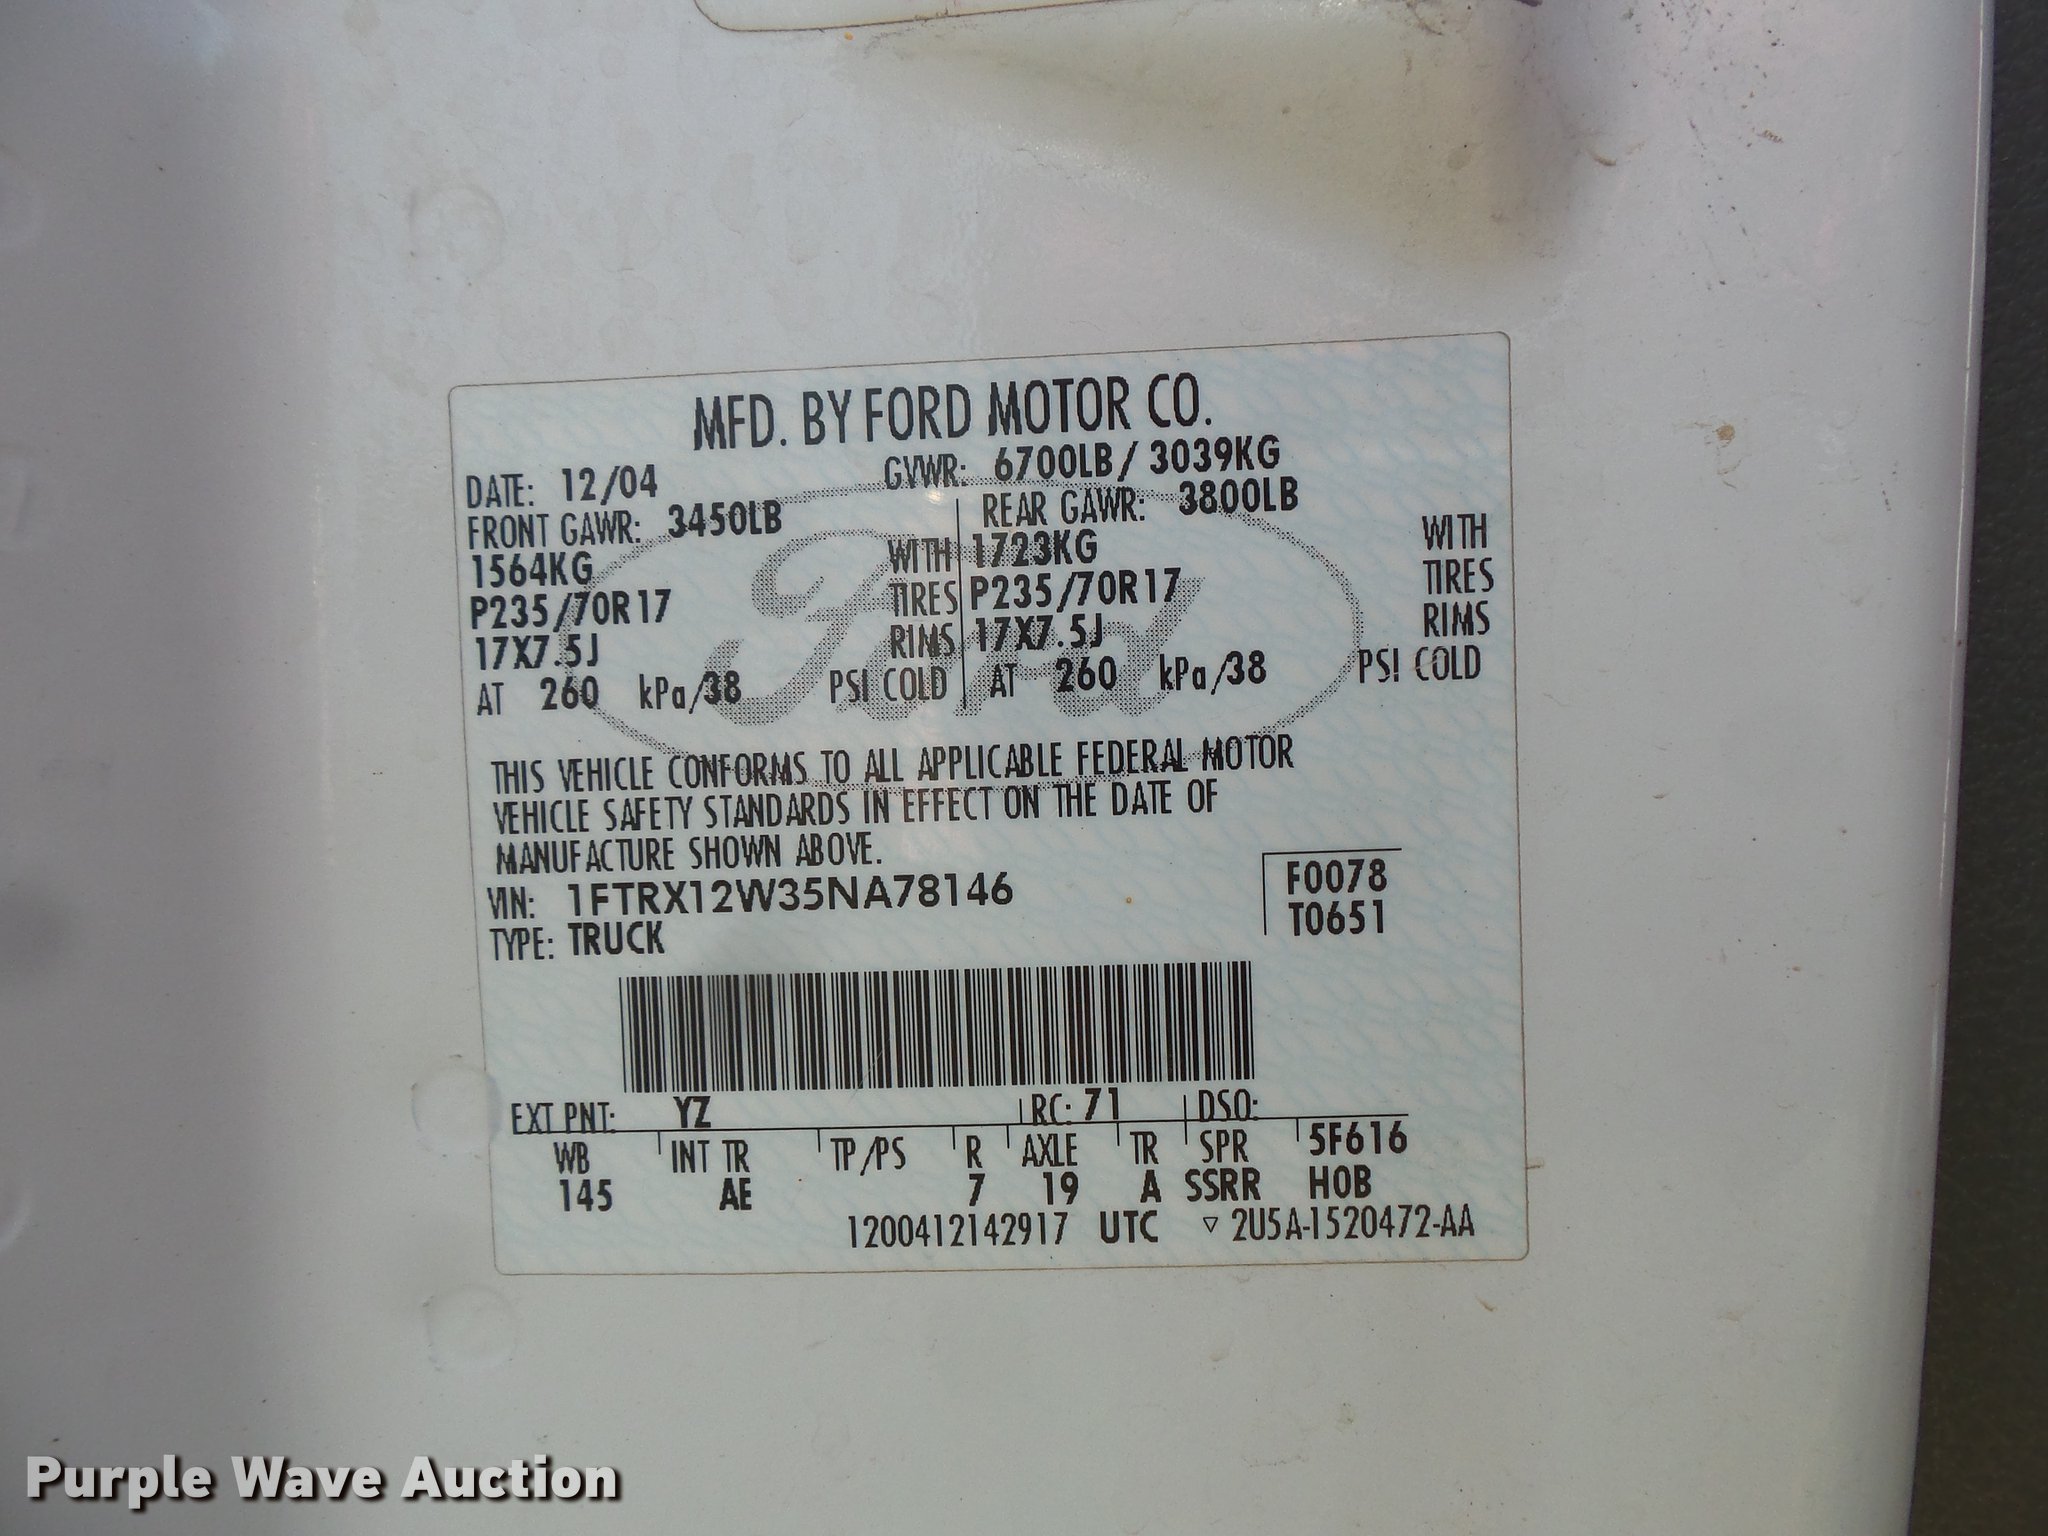 MFD. BY FORD MOTOR CO.
DATE: 12/04 GVWR: 6700LB / 3039KG
FRONT GAWR: 3450LB REAR GAWR: 3800LB
1564KG WITH 1723KG WITH
P235/70R17 TIRES P235/70R17 TIRES
17X7.5J RIMS 17X7.5J RIMS
AT 260 kPa/38 PSI COLD AT 260 kPa/38 PSI COLD
Ford
THIS VEHICLE CONFORMS TO ALL APPLICABLE FEDERAL MOTOR
VEHICLE SAFETY STANDARDS IN EFFECT ON THE DATE OF
MANUFACTURE SHOWN ABOVE.
VIN: 1FTRX12W35NA78146 F0078
TYPE: TRUCK T0651
EXT PNT: YZ RC: 71 DSO:
WB INT TR TP/PS R AXLE TR SPR 5F616
145 AE 7 19 A SSRR H0B
1200412142917 UTC ▽ 2U5A-1520472-AA
Purple Wave Auction